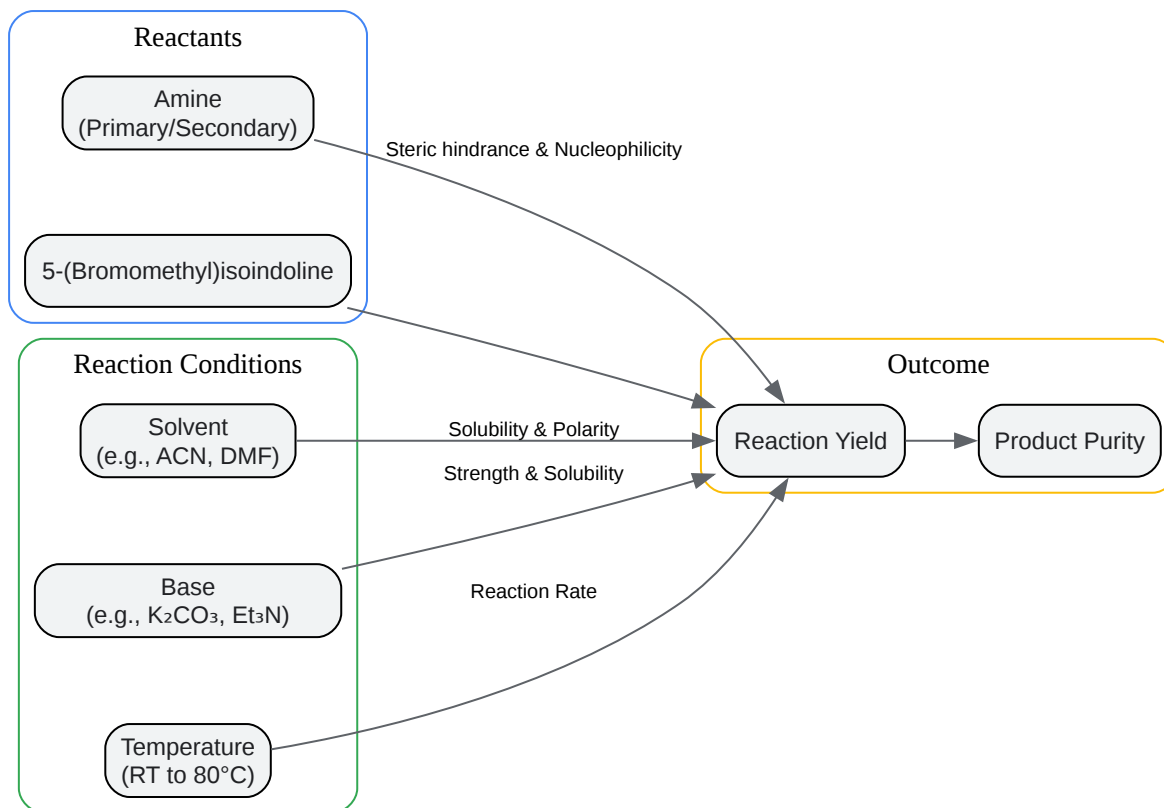 Reactants
Amine
(Primary/Secondary)
Steric hindrance & Nucleophilicity
5-(Bromomethyl)isoindoline
Reaction Conditions
Solvent
(e.g., ACN, DMF)
Solubility & Polarity
Strength & Solubility
Base
(e.g., K₂CO₃, Et₃N)
Reaction Rate
Temperature
(RT to 80°C)
Outcome
Reaction Yield
Product Purity